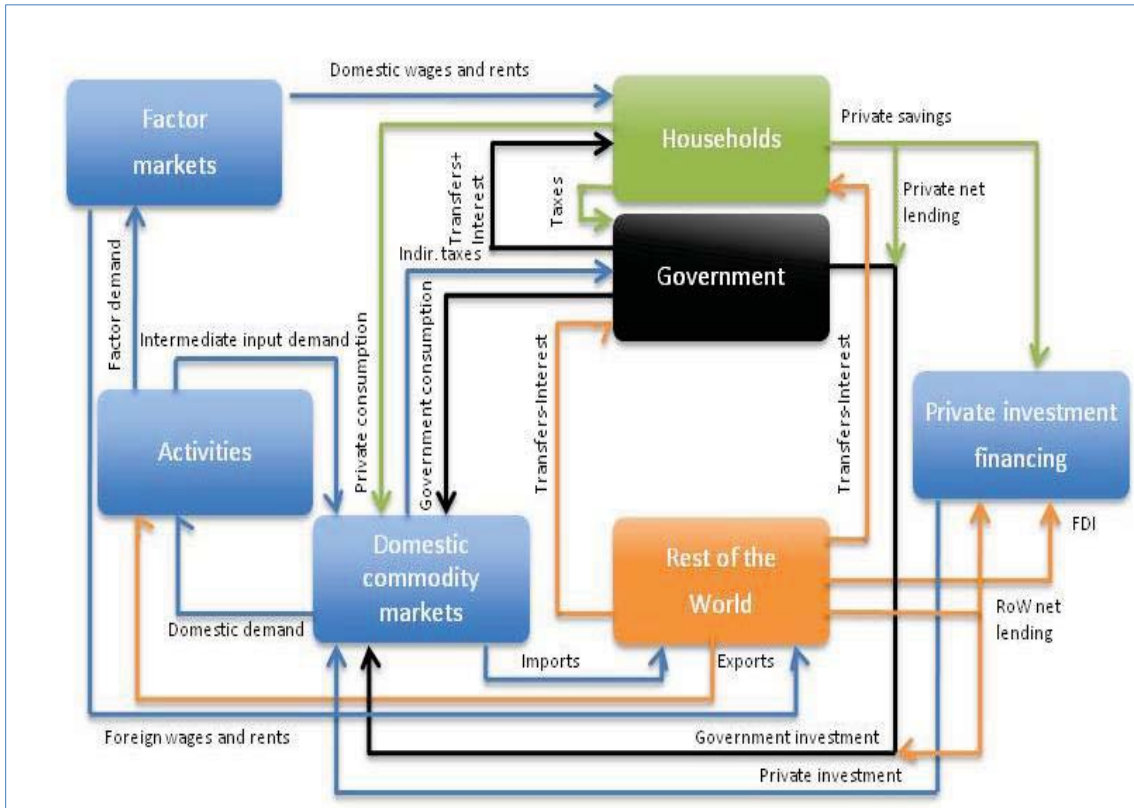 Domestic wages and rents
Factor
markets
Households
Private savings
Private net
lending
Transfers+
Interest
Taxes
Indir. taxes
Government
Factor demand
Intermediate input demand
Private consumption
Government consumption
Transfers-Interest
Transfers-Interest
Activities
Private investment
financing
Domestic
commodity
markets
Rest of the
World
FDI
RoW net
lending
Domestic demand
Imports
Exports
Foreign wages and rents
Government investment
Private investment